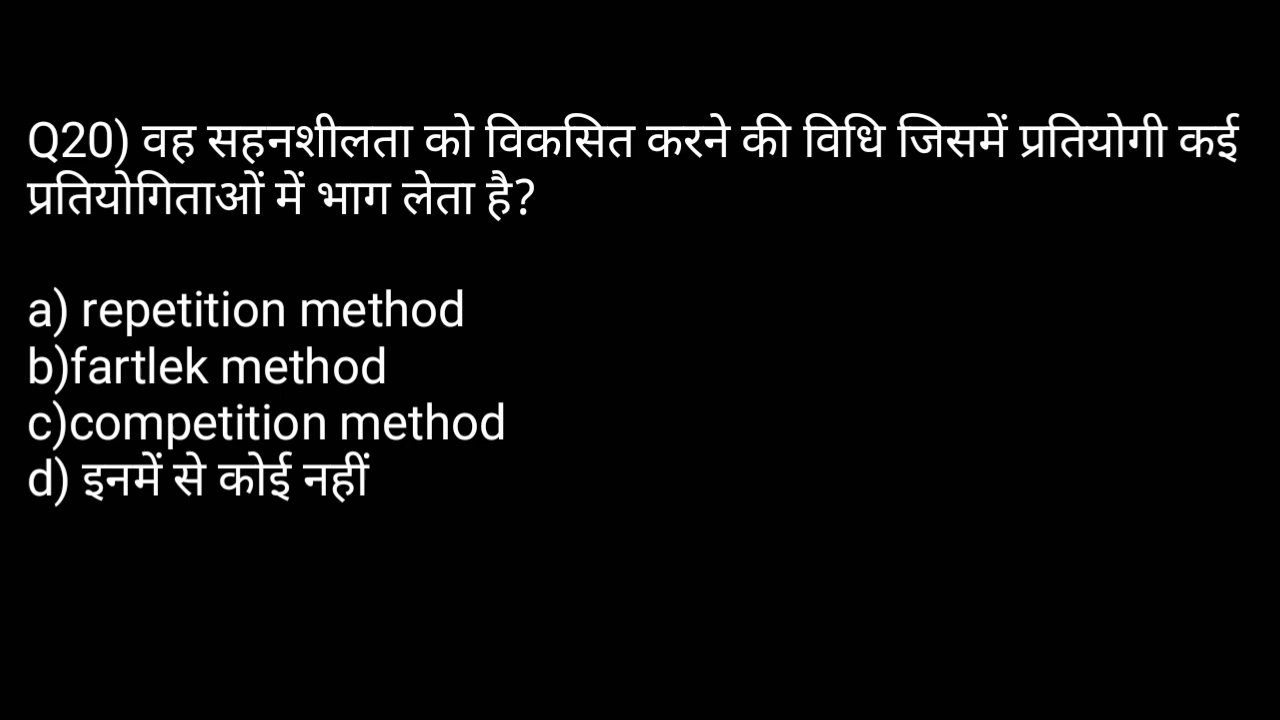 Q20) वह सहनशीलता को विकसित करने की विधि जिसमें प्रतियोगी कई
प्रतियोगिताओं में भाग लेता है?
a) repetition method
b)fartlek method
c)competition method
d) इनमें से कोई नहीं